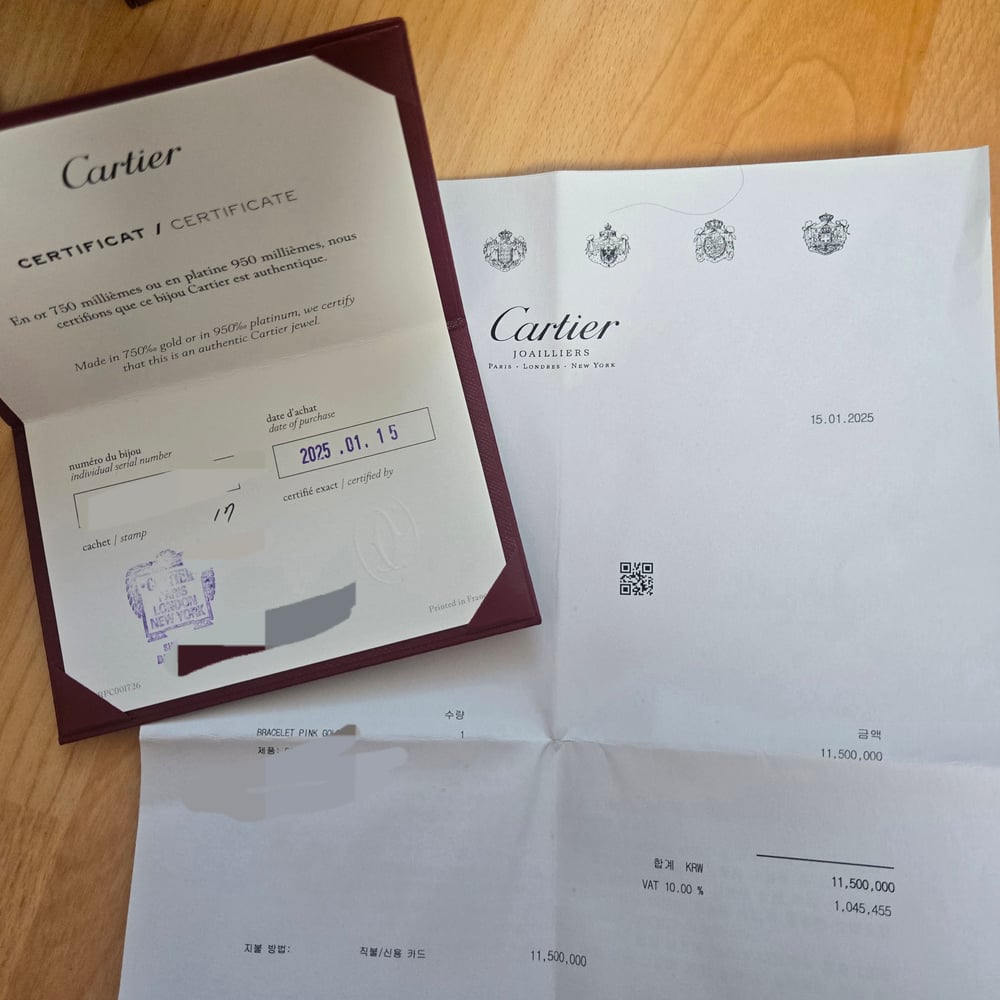 Cartier
CERTIFICAT / CERTIFICATE
En or 750 millièmes ou en platine 950 millièmes, nous
certifions que ce bijou Cartier est authentique.
Made in 750‰ gold or in 950‰ platinum, we certify
that this is an authentic Cartier jewel.
numéro du bijou
individual serial number
date d'achat
date of purchase
2025 .01. 15
17
cachet / stamp
certifié exact / certified by
CARTIER
PARIS
LONDON
NEW YORK
Printed in
Cartier
JOAILLIERS
PARIS • LONDRES • NEW YORK
15.01.2025
수량
금액
BRACELET PINK
1
제품:
11,500,000
합계 KRW
11,500,000
VAT 10.00 %
1,045,455
지불 방법:
직불/신용 카드
11,500,000